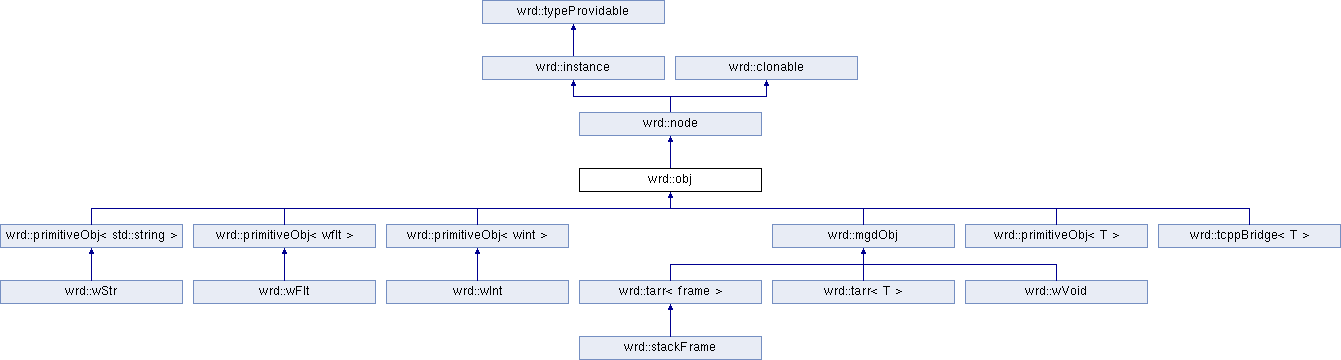 wrd::typeProvidable
wrd::instance
wrd::clonable
wrd::node
wrd::obj
wrd::primitiveObj< std::string >
wrd::primitiveObj< wflt >
wrd::primitiveObj< wint >
wrd::mgdObj
wrd::primitiveObj< T >
wrd::tcppBridge< T >
wrd::wStr
wrd::wFlt
wrd::wInt
wrd::tarr< frame >
wrd::tarr< T >
wrd::wVoid
wrd::stackFrame